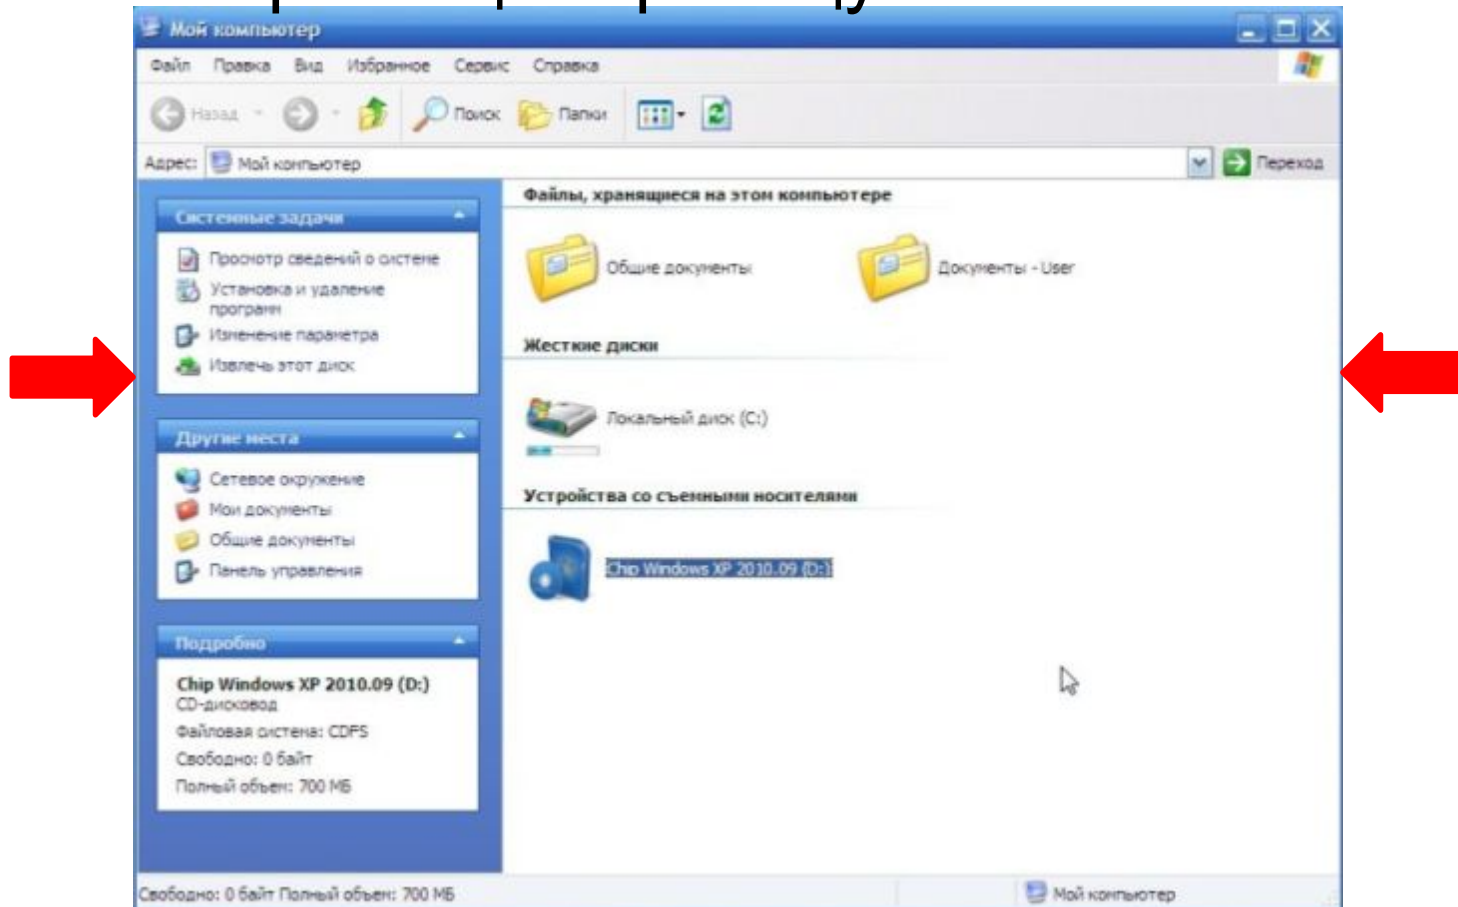 Мой компьютер
Файл Правка Вид Избранное Сервис Справка
Назад Поиск Папки
Адрес: Мой компьютер Переход
Системные задачи
Просмотр сведений о системе
Установка и удаление
программ
Изменение параметра
Извлечь этот диск
Другие места
Сетевое окружение
Мои документы
Общие документы
Панель управления
Подробно
Chip Windows XP 2010.09 (D:)
CD-дисковод
Файловая система: CDFS
Свободно: 0 байт
Полный объем: 700 МБ
Файлы, хранящиеся на этом компьютере
Общие документы
Документы - User
Жесткие диски
Локальный диск (C:)
Устройства со съемными носителями
Chip Windows XP 2010.09 (D:)
Свободно: 0 байт Полный объем: 700 МБ Мой компьютер